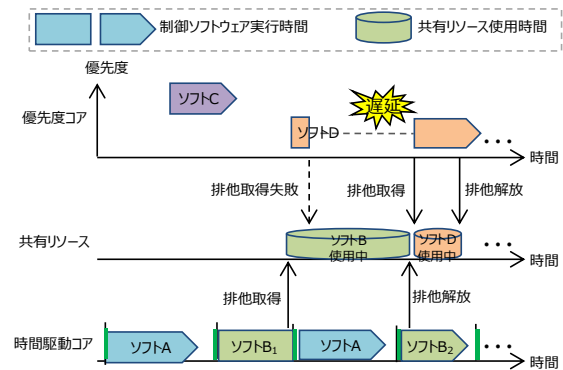 制御ソフトウェア実行時間
共有リソース使用時間
優先度
優先度コア
ソフトC
ソフトD
遅延
・・・
時間
排他取得失敗
排他取得
排他解放
共有リソース
ソフトB
使用中
ソフトD
使用中
・・・
時間
排他取得
排他解放
時間駆動コア
ソフトA
ソフトB₁
ソフトA
ソフトB₂
・・・
時間